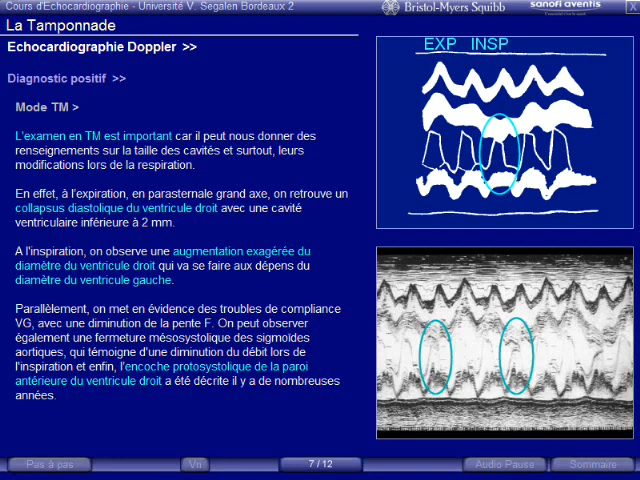 Cours d'Echocardiographie - Université V. Segalen Bordeaux 2
Bristol-Myers Squibb
sanofi aventis
X
La Tamponnade
Echocardiographie Doppler >>
Diagnostic positif >>
Mode TM >
EXP INSP
L'examen en TM est important car il peut nous donner des
renseignements sur la taille des cavités et surtout, leurs
modifications lors de la respiration.
En effet, à l'expiration, en parasternale grand axe, on retrouve un
collapsus diastolique du ventricule droit avec une cavité
ventriculaire inférieure à 2 mm.
A l'inspiration, on observe une augmentation exagérée du
diamètre du ventricule droit qui va se faire aux dépens du
diamètre du ventricule gauche.
Parallèlement, on met en évidence des troubles de compliance
VG, avec une diminution de la pente F. On peut observer
également une fermeture mésosystolique des sigmoïdes
aortiques, qui témoigne d'une diminution du débit lors de
l'inspiration et enfin, l'encoche protosystolique de la paroi
antérieure du ventricule droit a été décrite il y a de nombreuses
années.
Pas à pas
Vn
7 / 12
Audio Pause
Sommaire